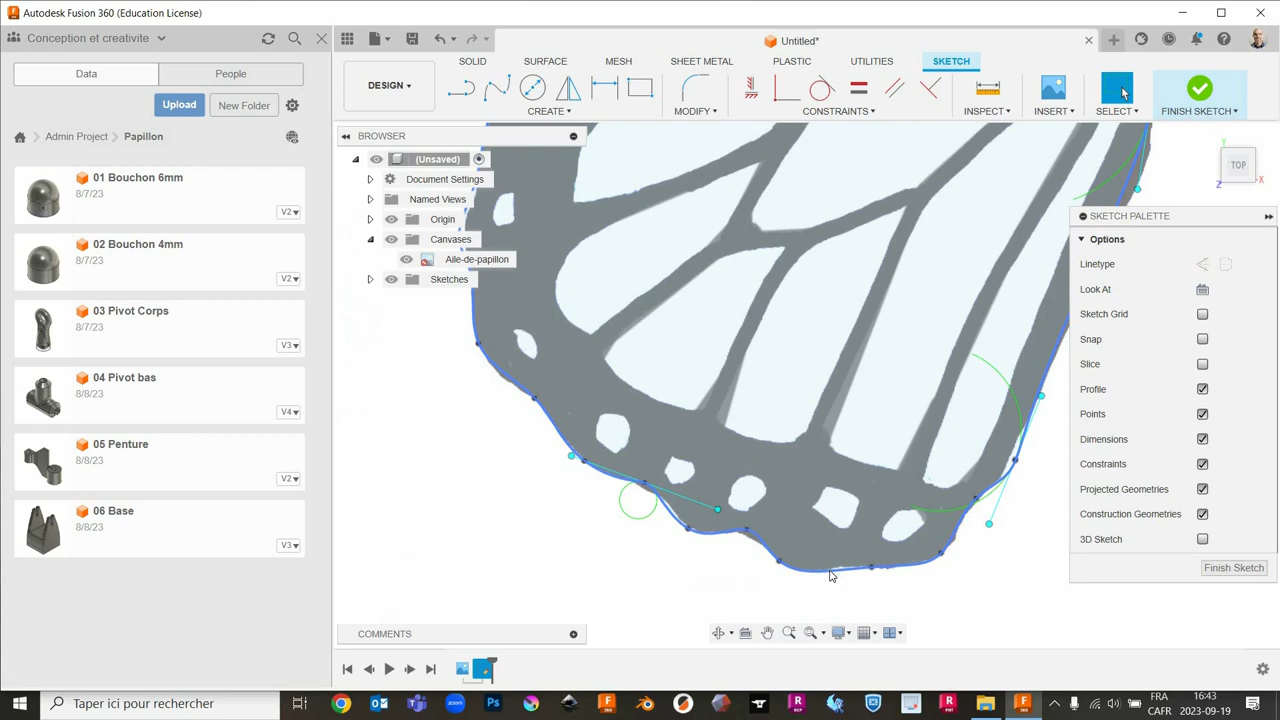 Autodesk Fusion 360 (Education License)
Conception et creativite
Untitled*
Data
People
Upload
New Folder
Admin Project
Papillon
01 Bouchon 6mm
8/7/23
V2
02 Bouchon 4mm
8/7/23
V2
03 Pivot Corps
8/7/23
V3
04 Pivot bas
8/8/23
V4
05 Penture
8/8/23
V2
06 Base
8/8/23
V3
DESIGN
SOLID
SURFACE
MESH
SHEET METAL
PLASTIC
UTILITIES
SKETCH
CREATE
MODIFY
CONSTRAINTS
INSPECT
INSERT
SELECT
FINISH SKETCH
BROWSER
(Unsaved)
Document Settings
Named Views
Origin
Canvases
Aile-de-papillon
Sketches
TOP
Y
X
Z
SKETCH PALETTE
Options
Linetype
Look At
Sketch Grid
Snap
Slice
Profile
Points
Dimensions
Constraints
Projected Geometries
Construction Geometries
3D Sketch
Finish Sketch
COMMENTS
Taper ici pour rechercher
FRA
CAFR
16:43
2023-09-19